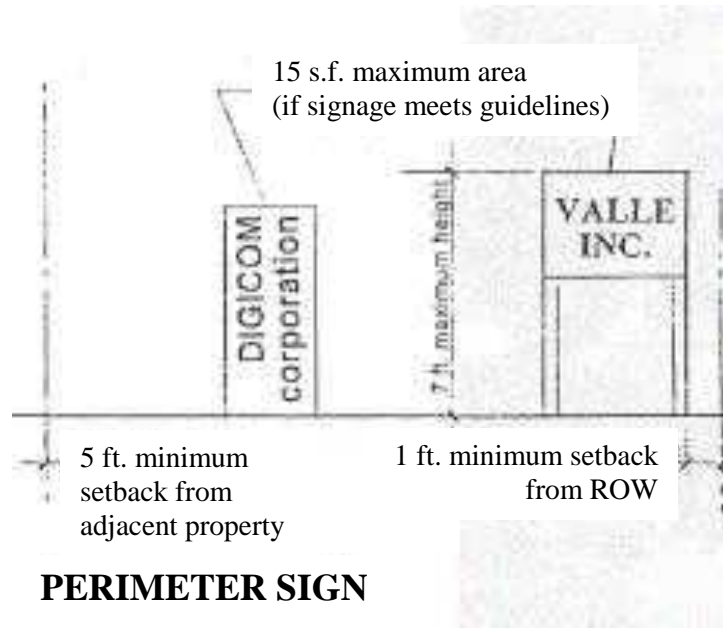 15 s.f. maximum area
(if signage meets guidelines)
DIGICOM
corporation
7 ft. maximum height
VALLE
INC.
5 ft. minimum
setback from
adjacent property
1 ft. minimum setback
from ROW
PERIMETER SIGN